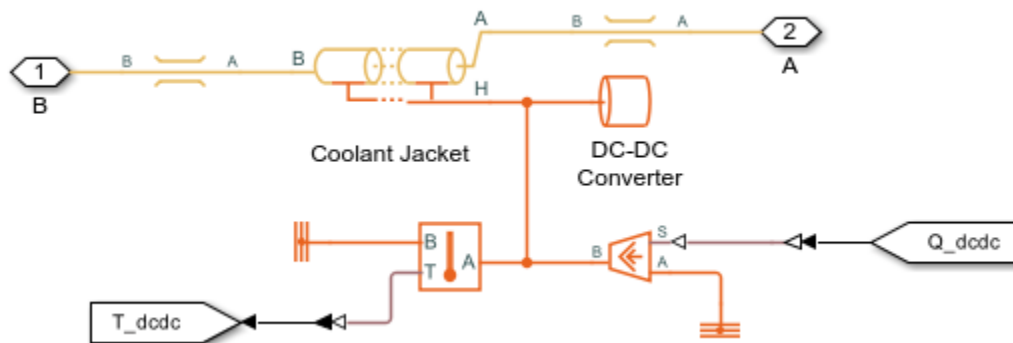 A
B A
2
A
1
B
B A
B
H
Coolant Jacket
DC-DC
Converter
B
T
A
B
S
A
Q_dcdc
T_dcdc